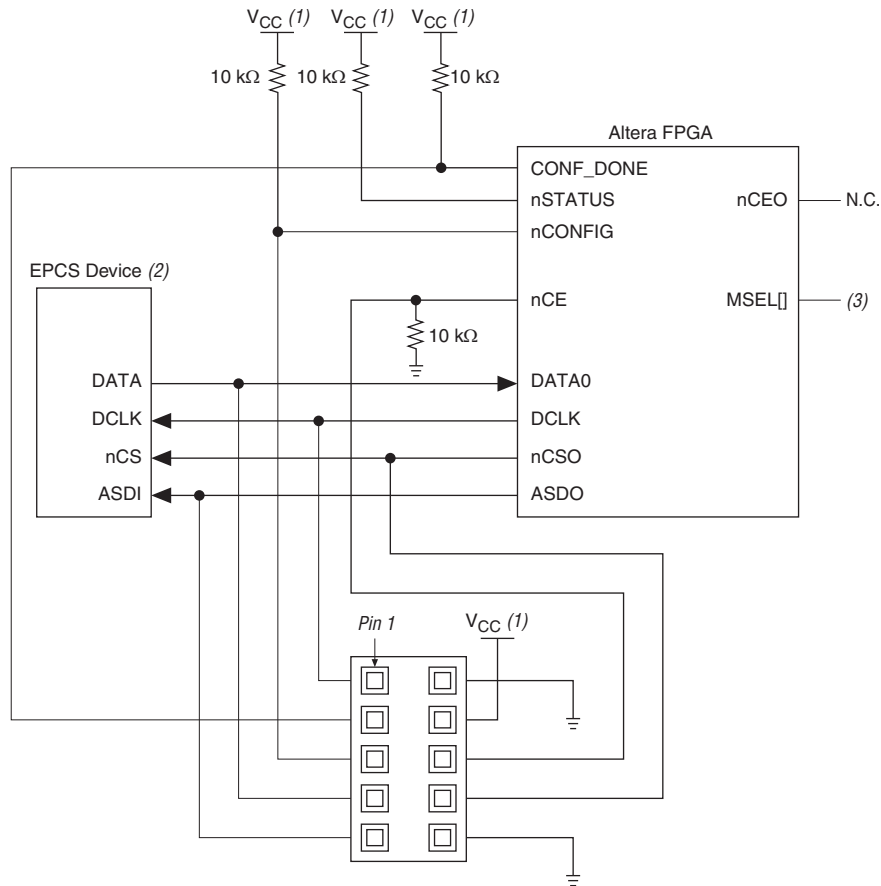 VCC (1) VCC (1) VCC (1)
10 kΩ 10 kΩ 10 kΩ
Altera FPGA
CONF_DONE
nSTATUS nCEO N.C.
nCONFIG
EPCS Device (2)
nCE MSEL[] (3)
10 kΩ
DATA DATA0
DCLK DCLK
nCS nCSO
ASDI ASDO
Pin 1 VCC (1)